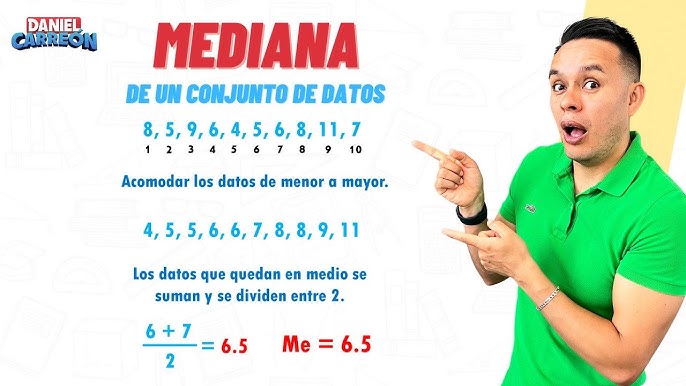 DANIEL
CARREÓN
MEDIANA
DE UN CONJUNTO DE DATOS
8, 5, 9, 6, 4, 5, 6, 8, 11, 7
1 2 3 4 5 6 7 8 9 10
Acomodar los datos de menor a mayor.
4, 5, 5, 6, 6, 7, 8, 8, 9, 11
Los datos que quedan en medio se
suman y se dividen entre 2.
6 + 7
2
= 6.5
Me = 6.5